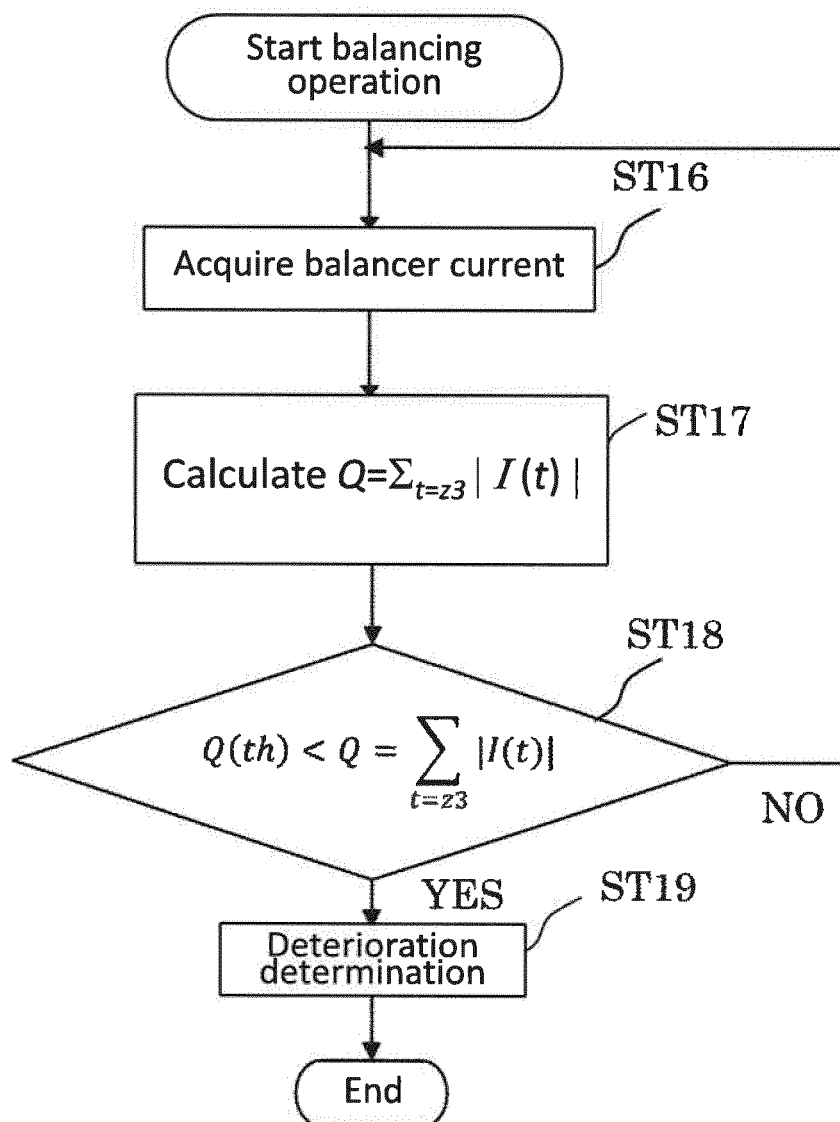 Start balancing
operation
ST16
Acquire balancer current
ST17
Calculate Q=Σ_{t=z3} | I(t) |
ST18
Q(th) < Q = ∑_{t=z3} |I(t)|
NO
YES
ST19
Deterioration
determination
End